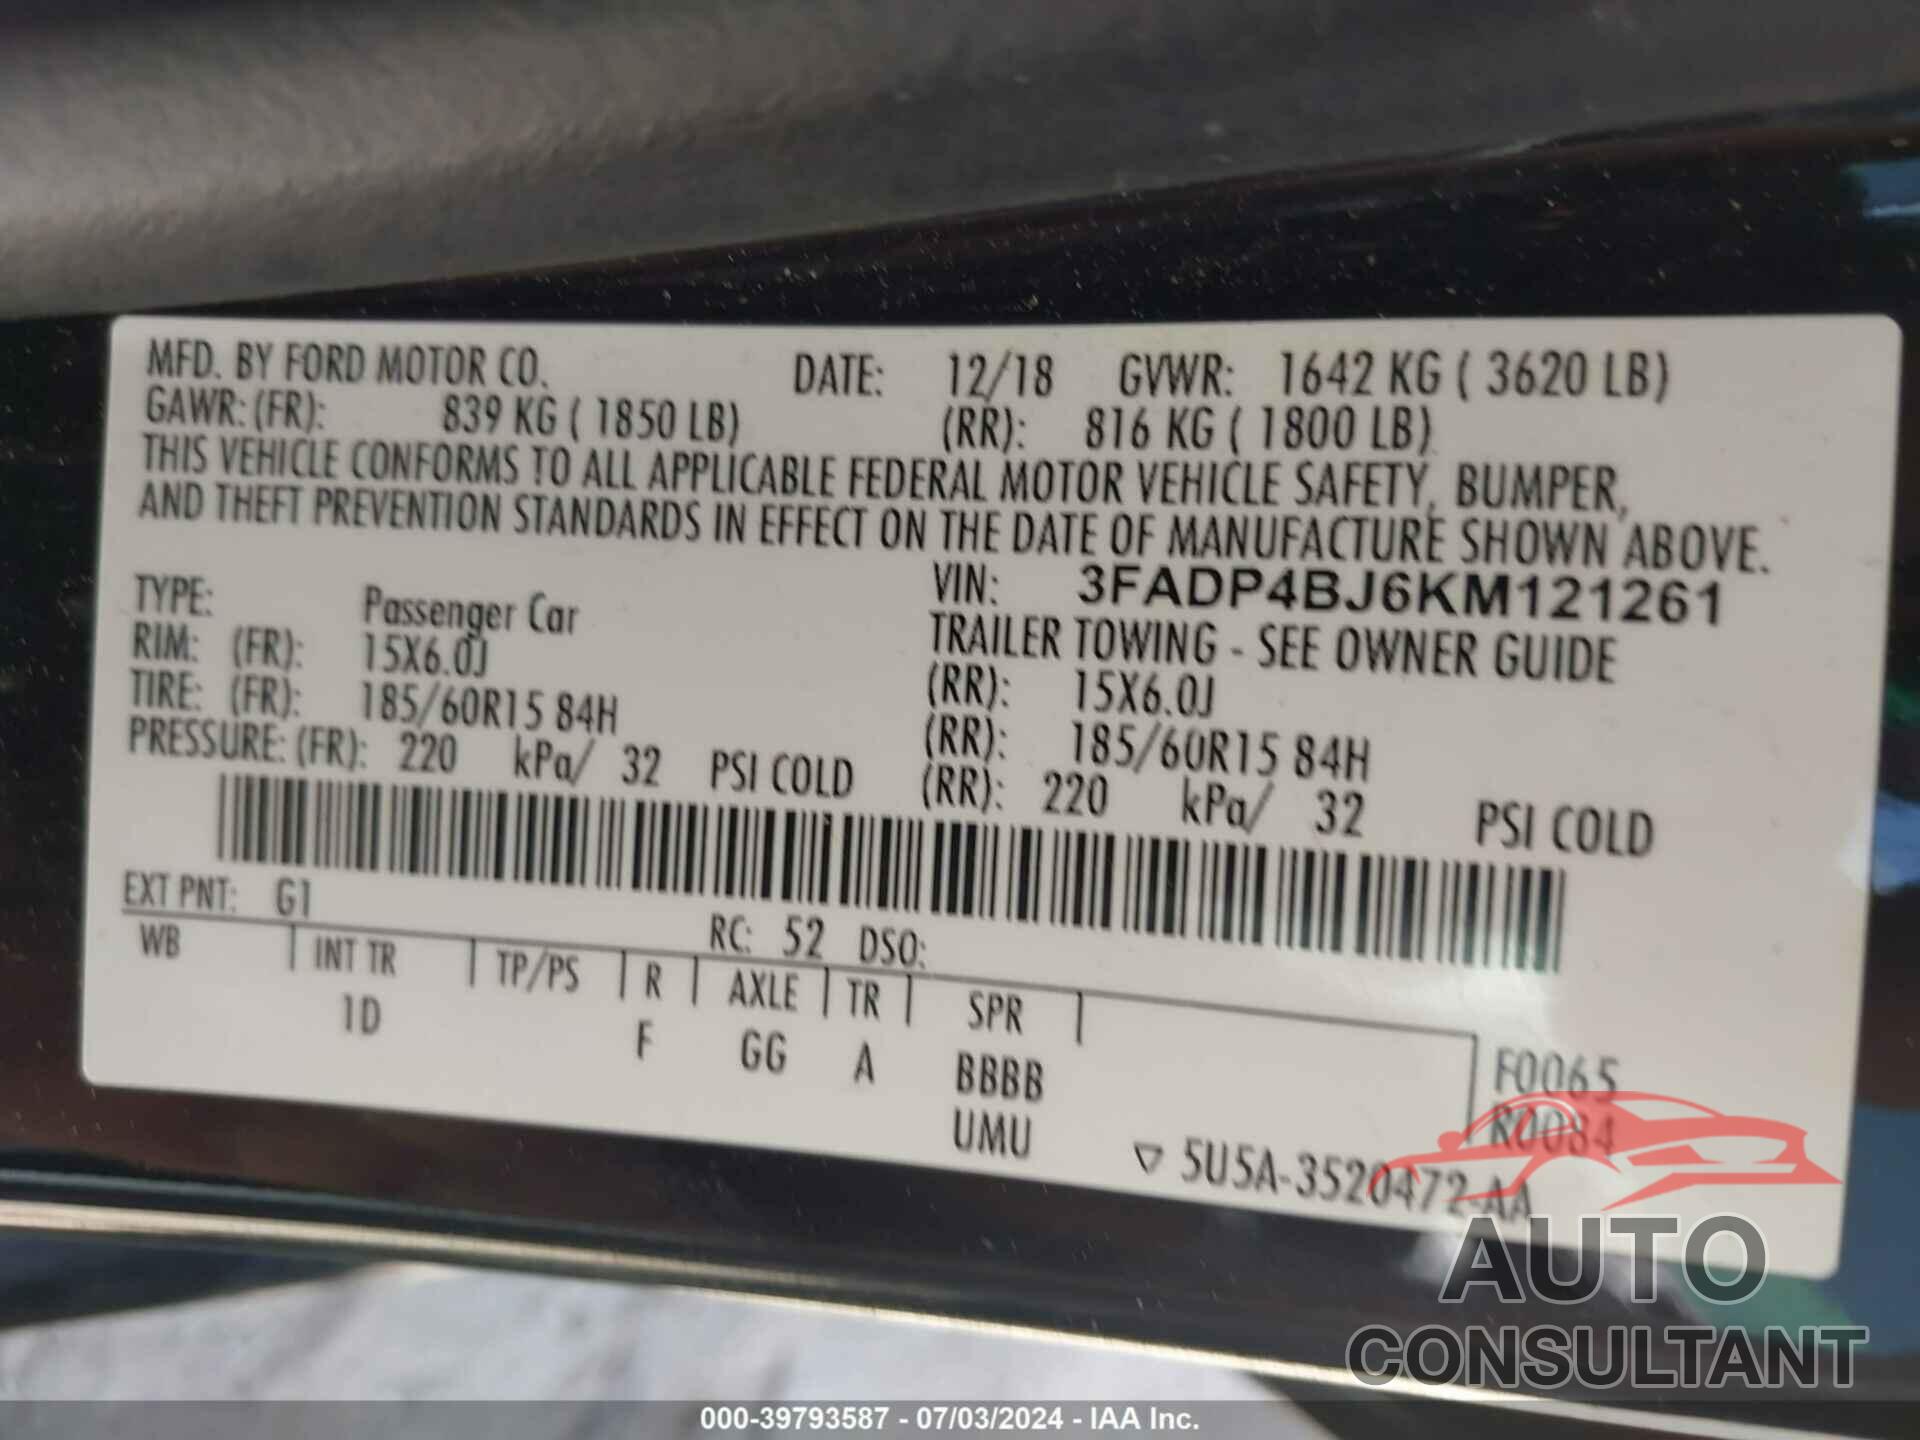 MFD. BY FORD MOTOR CO. DATE: 12/18 GVWR: 1642 KG ( 3620 LB)
GAWR: (FR): 839 KG ( 1850 LB) (RR): 816 KG ( 1800 LB)
THIS VEHICLE CONFORMS TO ALL APPLICABLE FEDERAL MOTOR VEHICLE SAFETY, BUMPER,
AND THEFT PREVENTION STANDARDS IN EFFECT ON THE DATE OF MANUFACTURE SHOWN ABOVE.
VIN: 3FADP4BJ6KM121261
TYPE: Passenger Car TRAILER TOWING - SEE OWNER GUIDE
RIM: (FR): 15X6.0J (RR): 15X6.0J
TIRE: (FR): 185/60R15 84H (RR): 185/60R15 84H
PRESSURE: (FR): 220 kPa/ 32 PSI COLD (RR): 220 kPa/ 32 PSI COLD
EXT PNT: G1 RC: 52 DSO:
WB INT TR TP/PS R AXLE TR SPR
1D F GG A BBBB F0065
UMU R0084
▽ 5U5A-3520472-AA
AUTO
CONSULTANT
000-39793587 - 07/03/2024 - IAA Inc.